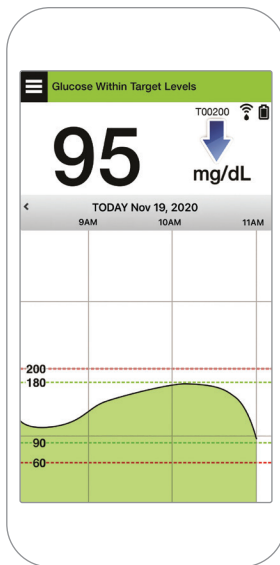 Glucose Within Target Levels
T00200
95
mg/dL
< TODAY Nov 19, 2020
9AM 10AM 11AM
200
180
90
60